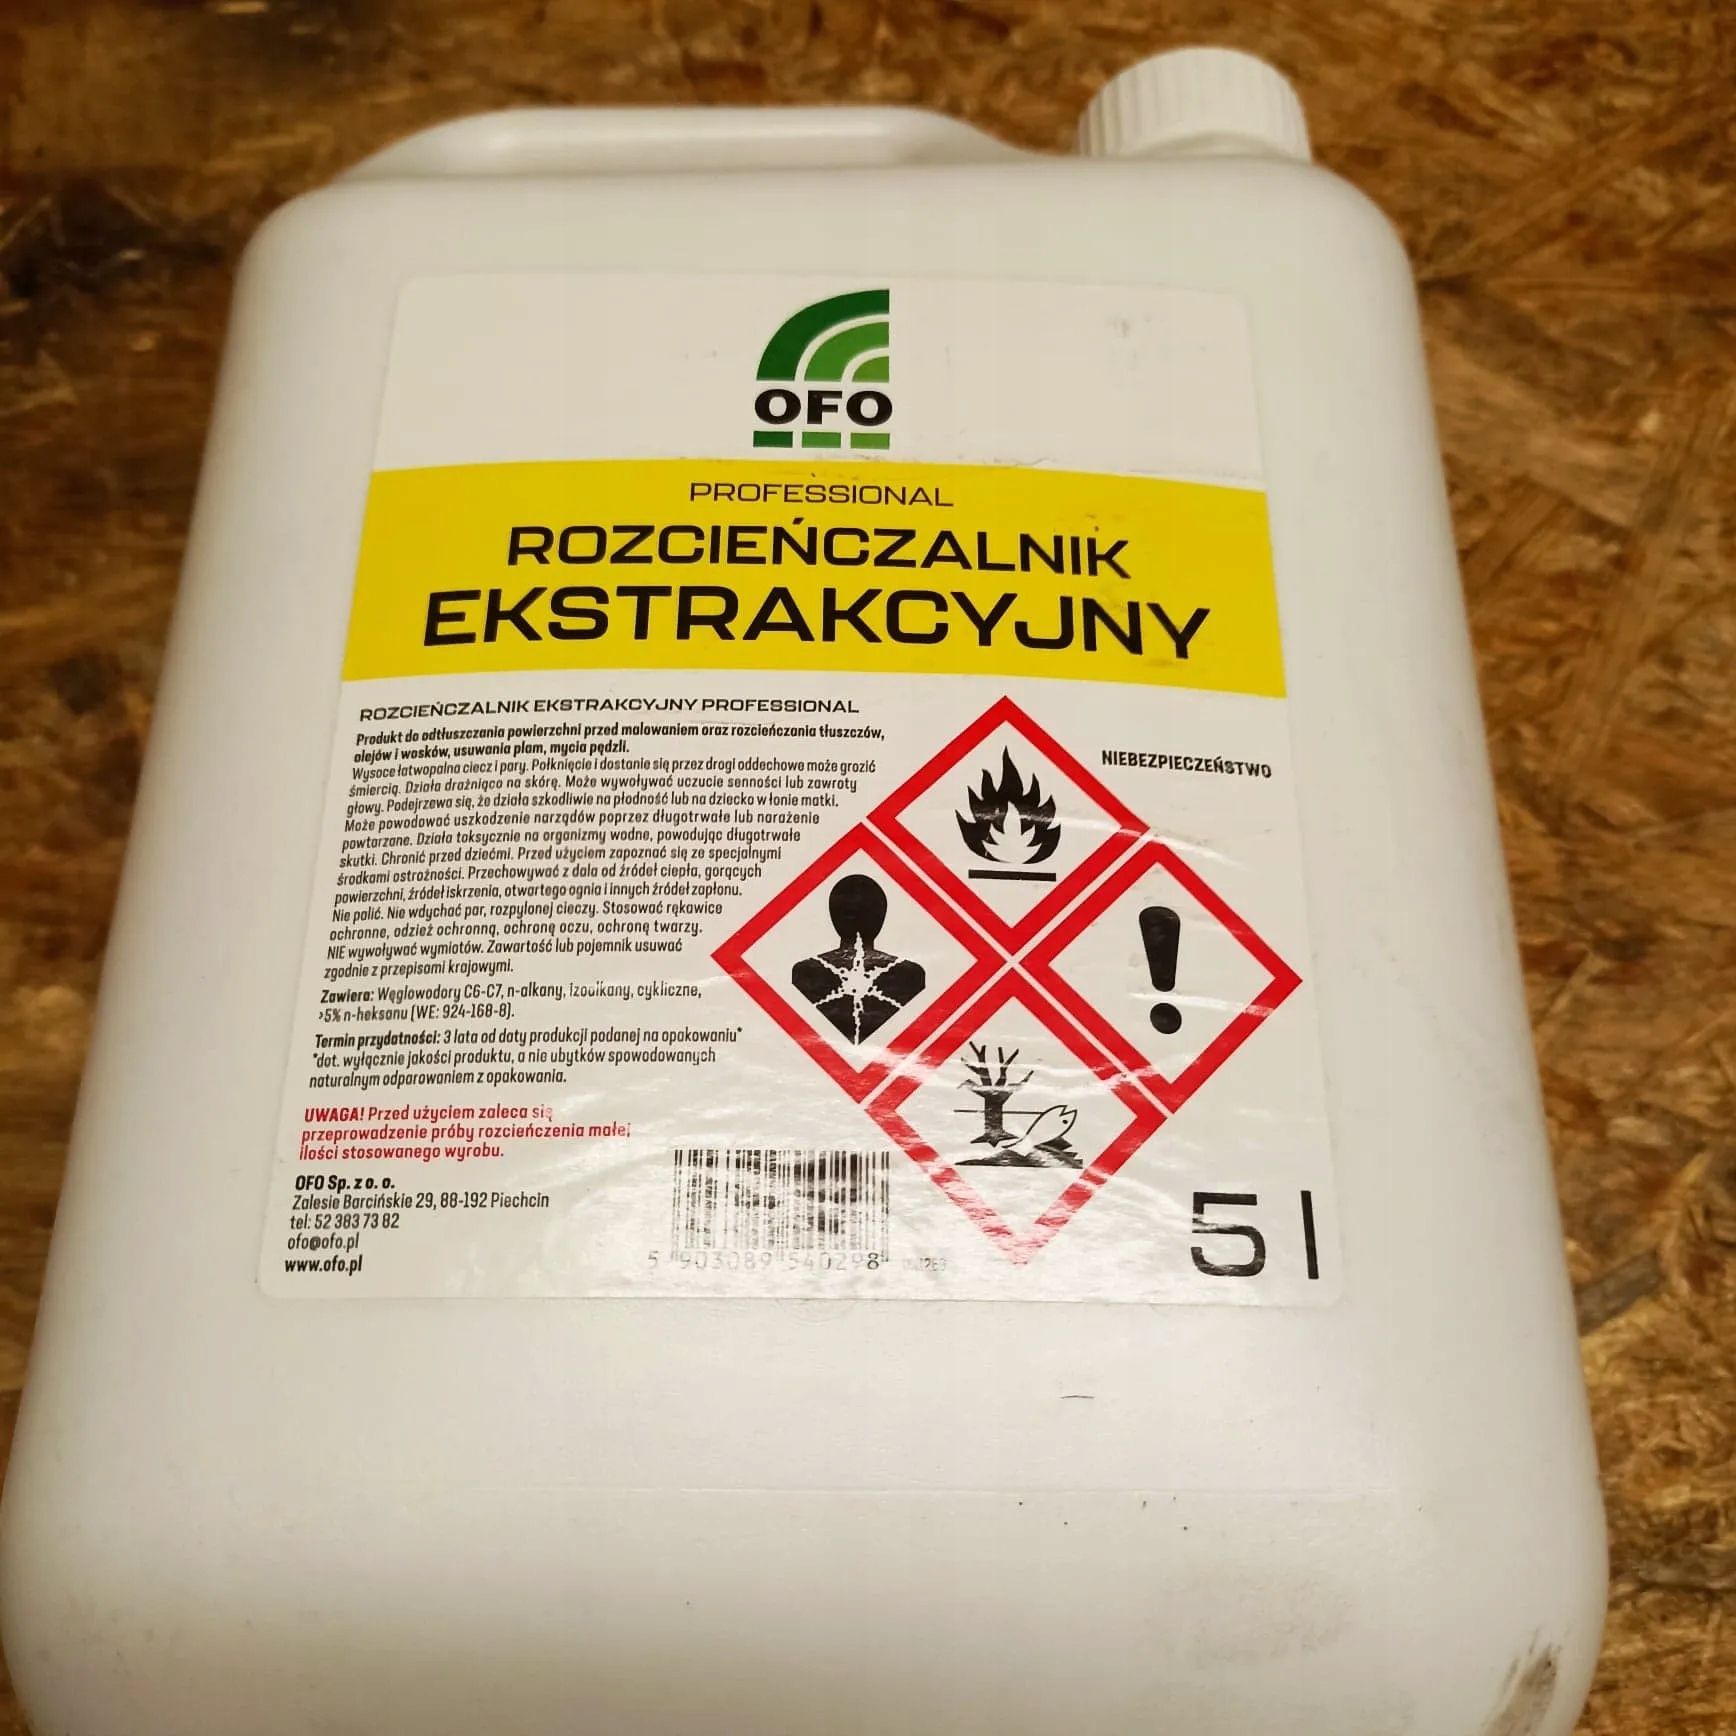 OFO
PROFESSIONAL
ROZCIEŃCZALNIK
EKSTRAKCYJNY
ROZCIEŃCZALNIK EKSTRAKCYJNY PROFESSIONAL
Produkt do odtłuszczania powierzchni przed malowaniem oraz rozcieńczania tłuszczów,
olejów i wosków, usuwania plam, mycia pędzli.
Wysoce łatwopalna ciecz i pary. Połknięcie i dostanie się przez drogi oddechowe może grozić
śmiercią. Działa drażniąco na skórę. Może wywoływać uczucie senności lub zawroty
głowy. Podejrzewa się, że działa szkodliwie na płodność lub na dziecko w łonie matki.
Może powodować uszkodzenie narządów poprzez długotrwałe lub narażenie
powtarzane. Działa toksycznie na organizmy wodne, powodując długotrwałe
skutki. Chronić przed dziećmi. Przed użyciem zapoznać się ze specjalnymi
środkami ostrożności. Przechowywać z dala od źródeł ciepła, gorących
powierzchni, źródeł iskrzenia, otwartego ognia i innych źródeł zapłonu.
Nie palić. Nie wdychać par, rozpylonej cieczy. Stosować rękawice
ochronne, odzież ochronną, ochronę oczu, ochronę twarzy.
NIE wywoływać wymiotów. Zawartość lub pojemnik usuwać
zgodnie z przepisami krajowymi.
Zawiera: Węglowodory C6-C7, n-alkany, izoalkany, cykliczne,
>5% n-heksanu (WE: 924-168-8).
Termin przydatności: 3 lata od daty produkcji podanej na opakowaniu*
*dot. wyłącznie jakości produktu, a nie ubytków spowodowanych
naturalnym odparowaniem z opakowania.
UWAGA! Przed użyciem zaleca się
przeprowadzenie próby rozcieńczenia małej
ilości stosowanego wyrobu.
OFO Sp. z o. o.
Zalesie Barcińskie 29, 88-192 Piechcin
tel: 52 383 73 82
ofo@ofo.pl
www.ofo.pl
NIEBEZPIECZEŃSTWO
5 903089 540298
5 l